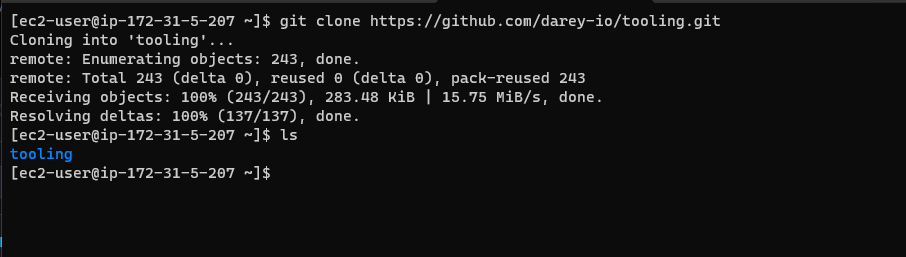 [ec2-user@ip-172-31-5-207 ~]$ git clone https://github.com/darey-io/tooling.git
Cloning into 'tooling'...
remote: Enumerating objects: 243, done.
remote: Total 243 (delta 0), reused 0 (delta 0), pack-reused 243
Receiving objects: 100% (243/243), 283.48 KiB | 15.75 MiB/s, done.
Resolving deltas: 100% (137/137), done.
[ec2-user@ip-172-31-5-207 ~]$ ls
tooling
[ec2-user@ip-172-31-5-207 ~]$